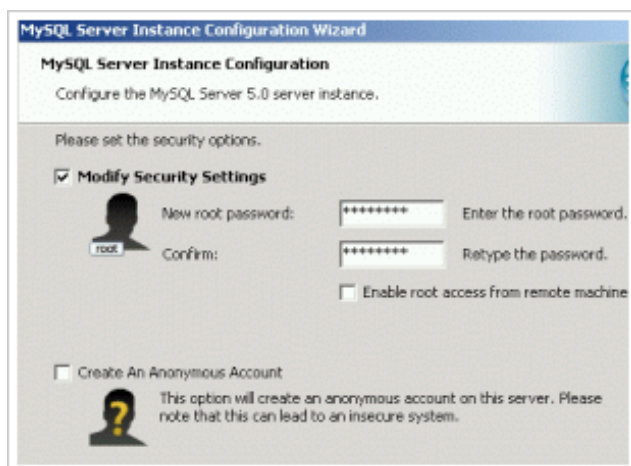 MySQL Server Instance Configuration Wizard
MySQL Server Instance Configuration
Configure the MySQL Server 5.0 server instance.
Please set the security options.
Modify Security Settings
New root password: ******** Enter the root password.
root
Confirm: ******** Retype the password.
Enable root access from remote machine
Create An Anonymous Account
This option will create an anonymous account on this server. Please
note that this can lead to an insecure system.